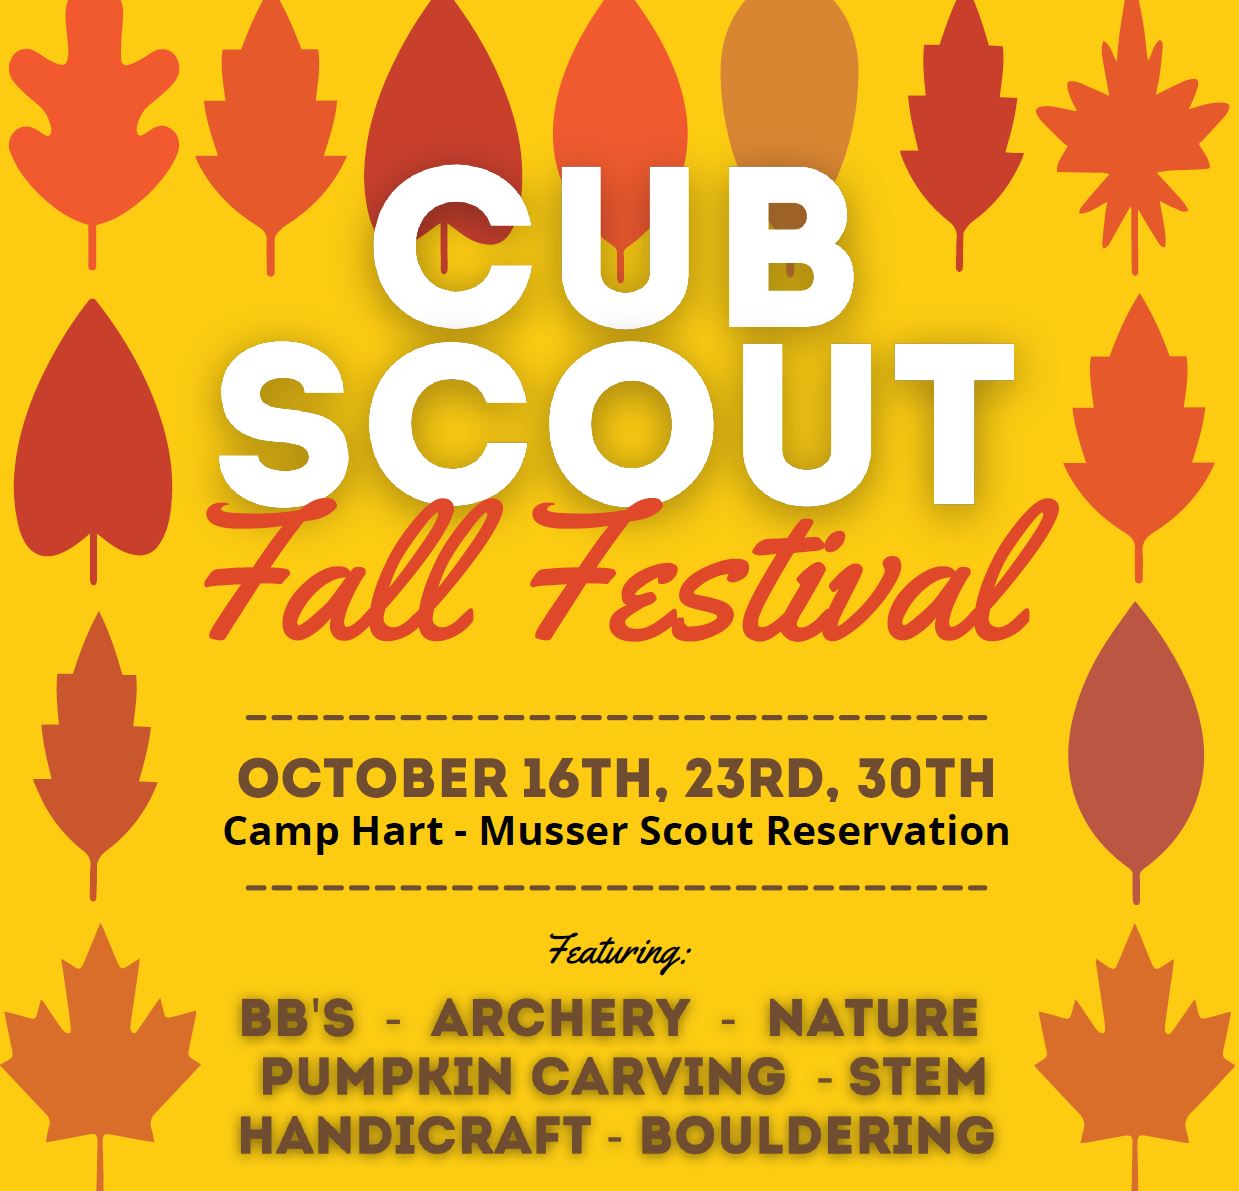 CUB
SCOUT
Fall Festival
OCTOBER 16TH, 23RD, 30TH
Camp Hart - Musser Scout Reservation
Featuring:
BB'S - ARCHERY - NATURE
PUMPKIN CARVING - STEM
HANDICRAFT - BOULDERING